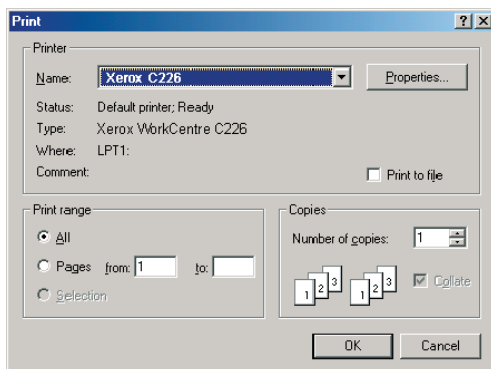 Print
Printer
Name: Xerox C226 Properties...
Status: Default printer; Ready
Type: Xerox WorkCentre C226
Where: LPT1:
Comment:
Print to file
Print range
All
Pages from: 1 to:
Selection
Copies
Number of copies: 1
1 2 3 1 2 3
Collate
OK Cancel